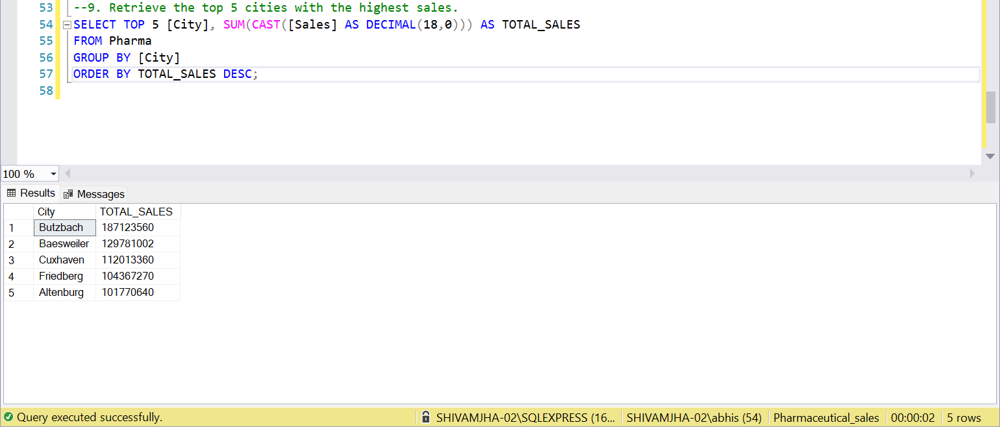 53 --9. Retrieve the top 5 cities with the highest sales.
54 SELECT TOP 5 [City], SUM(CAST([Sales] AS DECIMAL(18,0))) AS TOTAL_SALES
55 FROM Pharma
56 GROUP BY [City]
57 ORDER BY TOTAL_SALES DESC;
58
100 %
Results Messages
City TOTAL_SALES
1 Butzbach 187123560
2 Baesweiler 129781002
3 Cuxhaven 112013360
4 Friedberg 104367270
5 Altenburg 101770640
Query executed successfully. SHIVAMJHA-02\SQLEXPRESS (16... SHIVAMJHA-02\abhis (54) Pharmaceutical_sales 00:00:02 5 rows